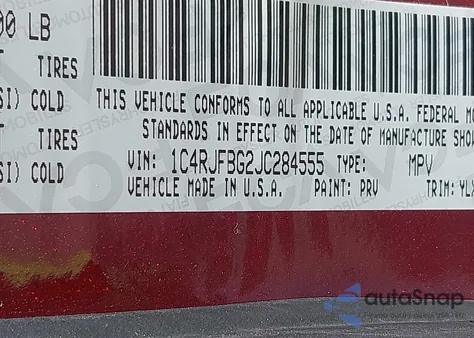 00 LB
TIRES
SI) COLD
TIRES
SI) COLD
THIS VEHICLE CONFORMS TO ALL APPLICABLE U.S.A. FEDERAL MO
STANDARDS IN EFFECT ON THE DATE OF MANUFACTURE SHOW
VIN: 1C4RJFBG2JC284555 TYPE: MPV
VEHICLE MADE IN U.S.A. PAINT: PRV TRIM: YLX
autoSnap